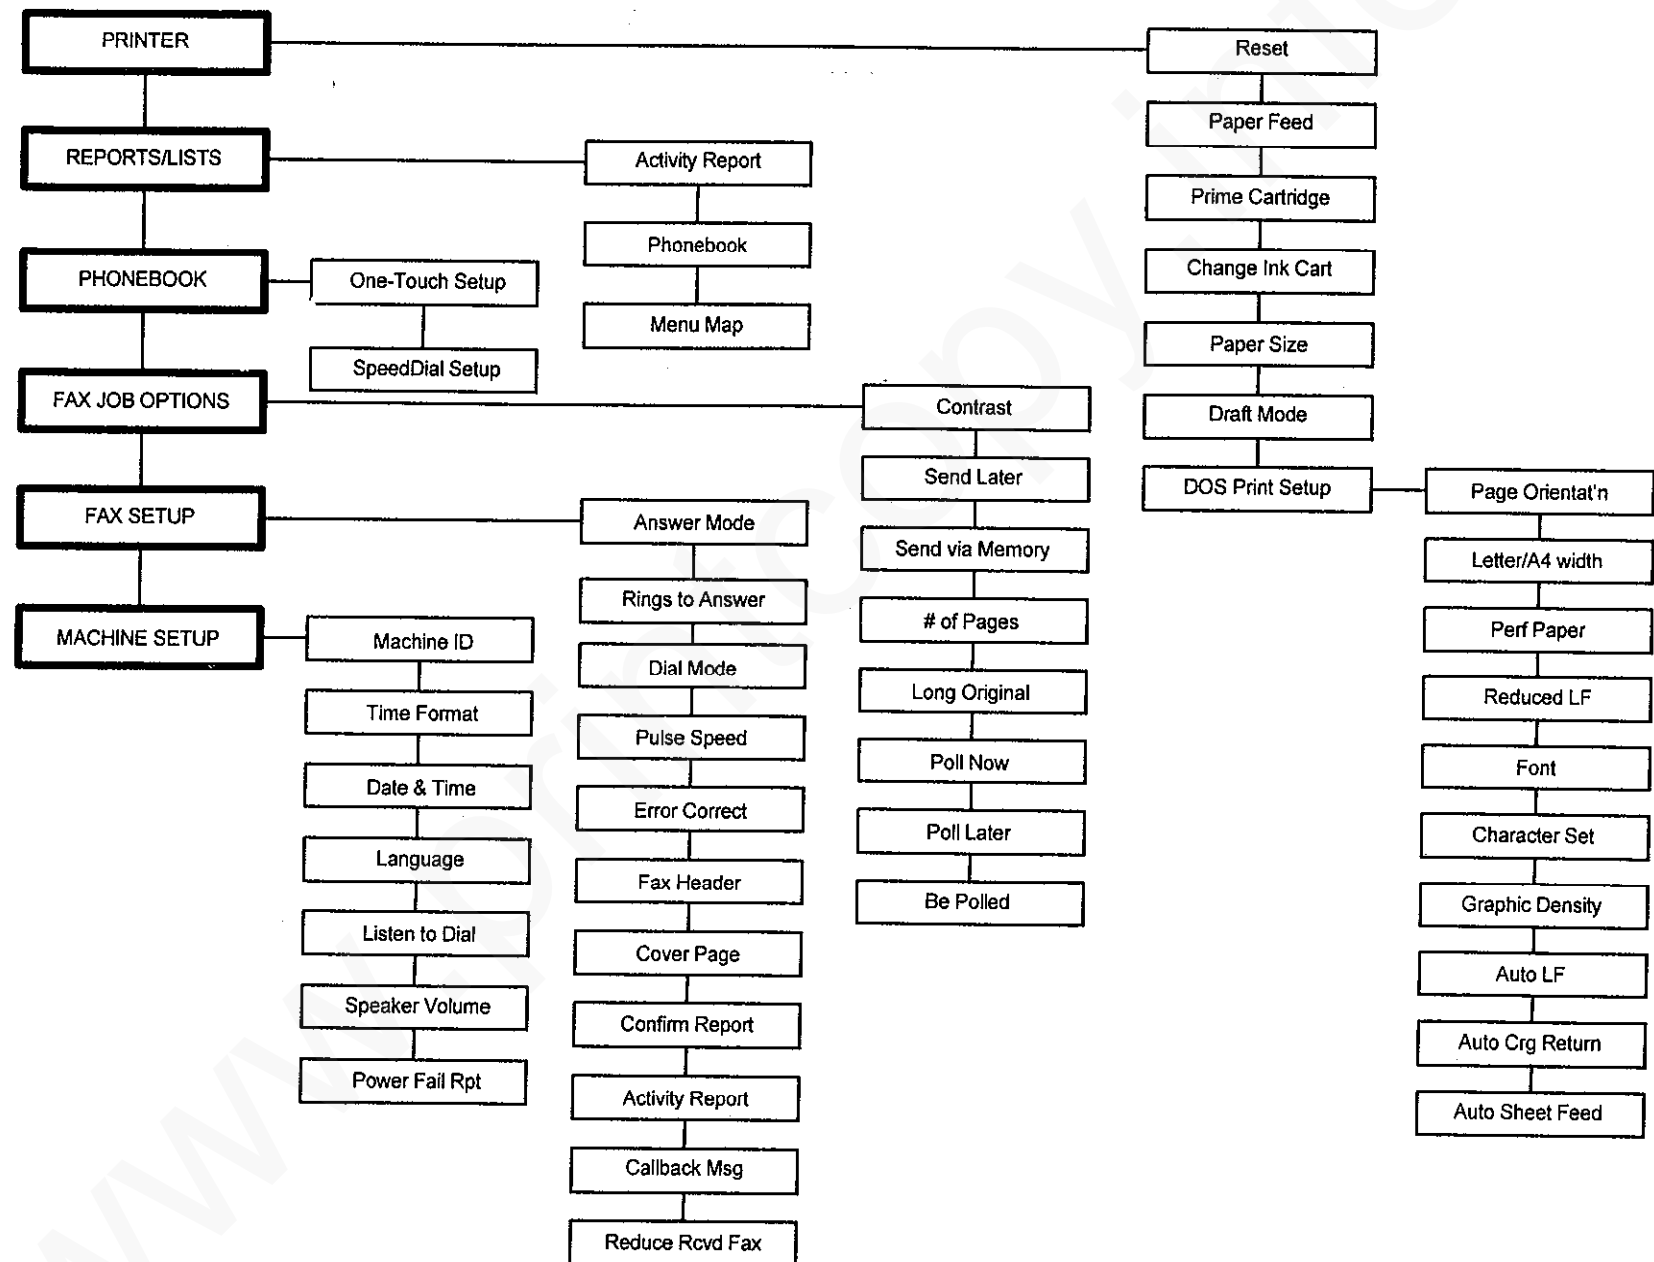 PRINTER
Reset
Paper Feed
Prime Cartridge
Change Ink Cart
Paper Size
Draft Mode
DOS Print Setup
Page Orientat'n
Letter/A4 width
Perf Paper
Reduced LF
Font
Character Set
Graphic Density
Auto LF
Auto Crg Return
Auto Sheet Feed
REPORTS/LISTS
Activity Report
Phonebook
Menu Map
PHONEBOOK
One-Touch Setup
SpeedDial Setup
FAX JOB OPTIONS
Contrast
Send Later
Send via Memory
# of Pages
Long Original
Poll Now
Poll Later
Be Polled
FAX SETUP
Answer Mode
Rings to Answer
Dial Mode
Pulse Speed
Error Correct
Fax Header
Cover Page
Confirm Report
Activity Report
Callback Msg
Reduce Rcvd Fax
MACHINE SETUP
Machine ID
Time Format
Date & Time
Language
Listen to Dial
Speaker Volume
Power Fail Rpt